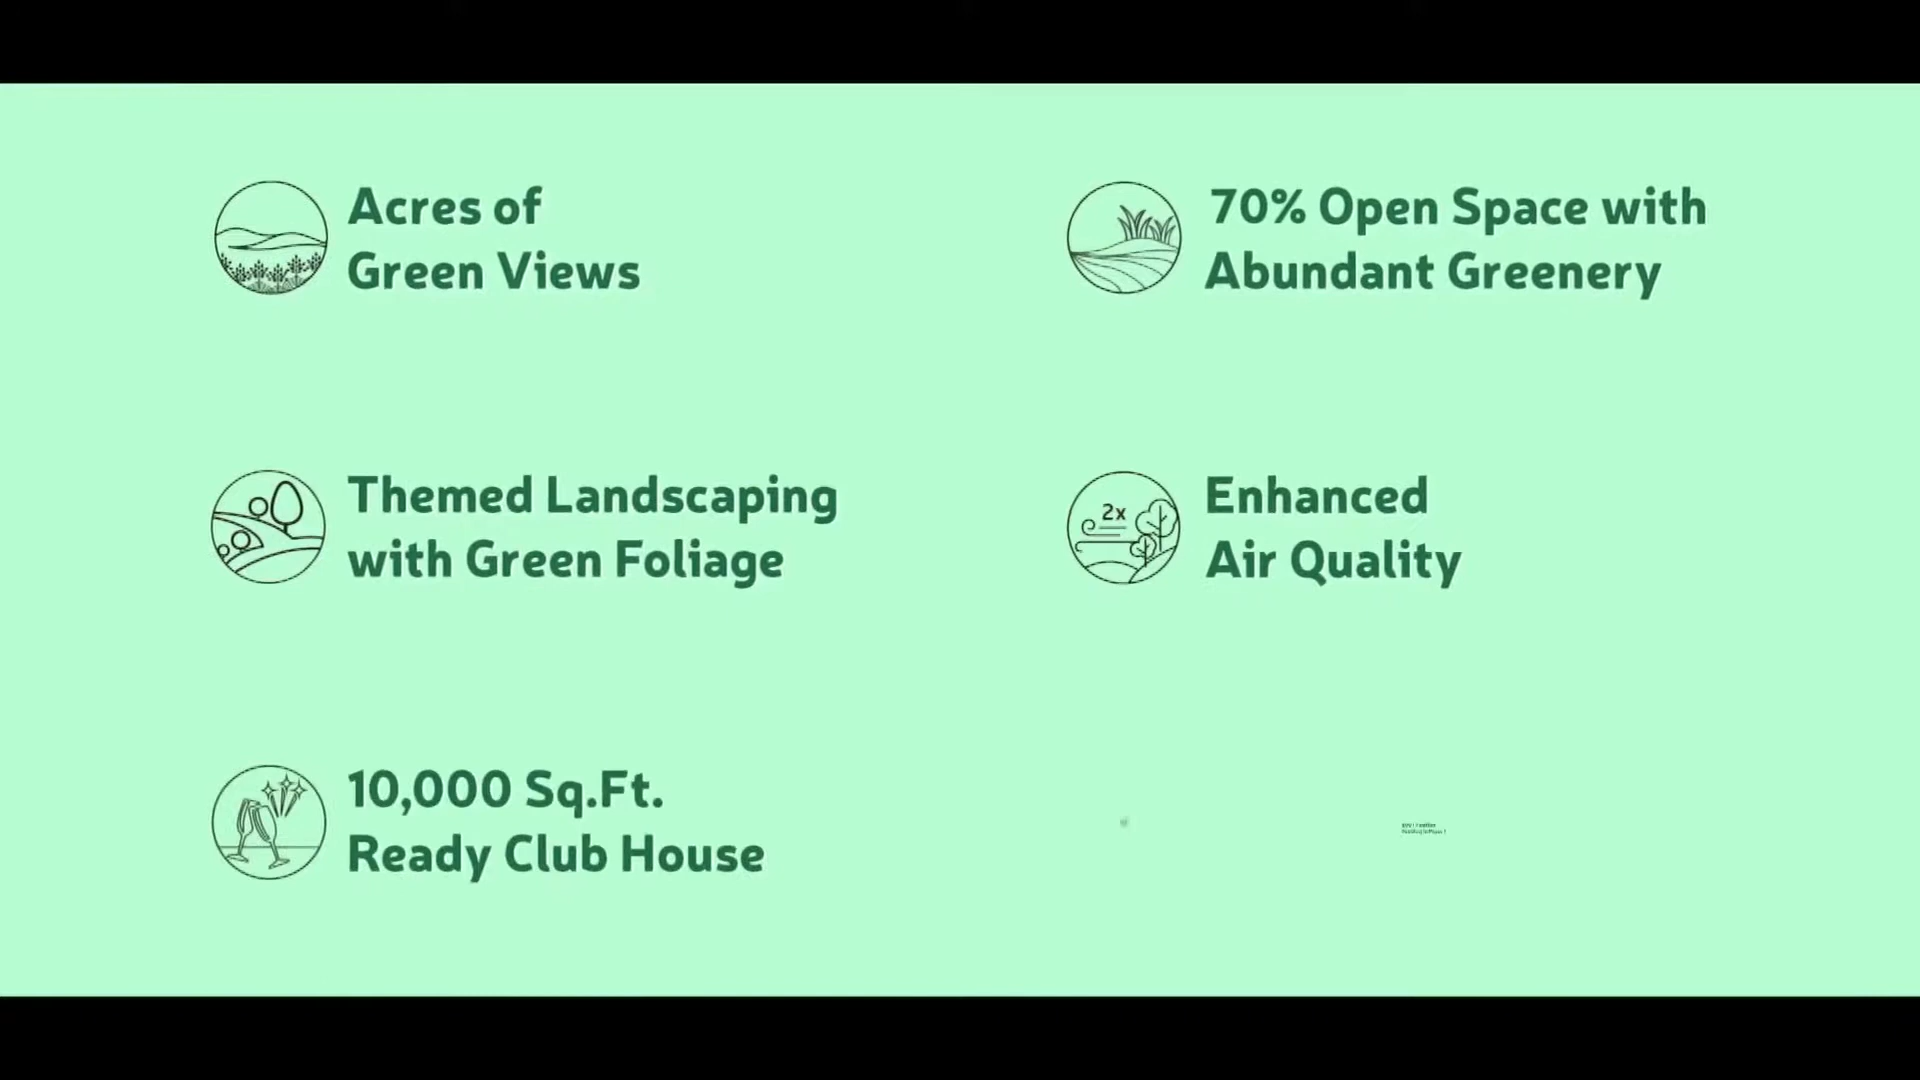 Acres of
Green Views
70% Open Space with
Abundant Greenery
Themed Landscaping
with Green Foliage
2x
Enhanced
Air Quality
10,000 Sq.Ft.
Ready Club House